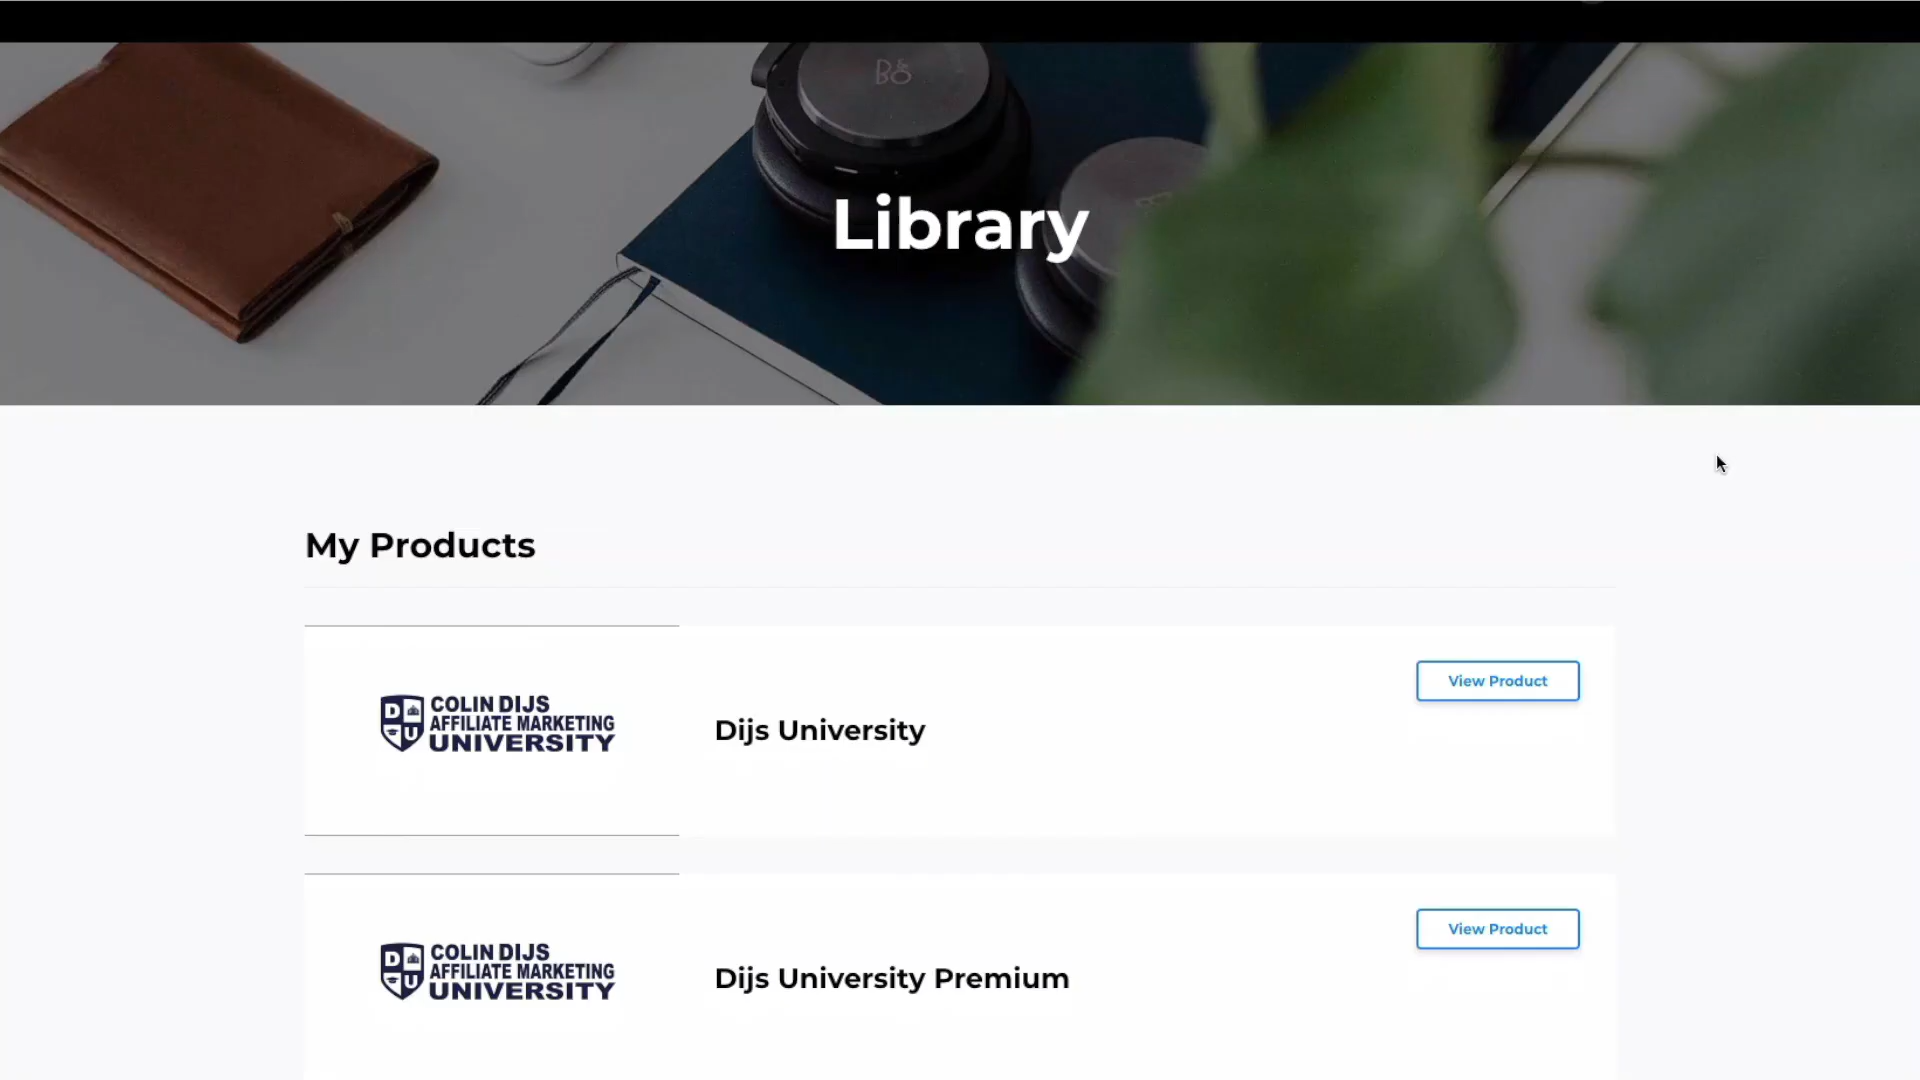 B&O
Library
My Products
View Product
COLIN DIJS
AFFILIATE MARKETING
UNIVERSITY
D
U
Dijs University
View Product
COLIN DIJS
AFFILIATE MARKETING
UNIVERSITY
D
U
Dijs University Premium